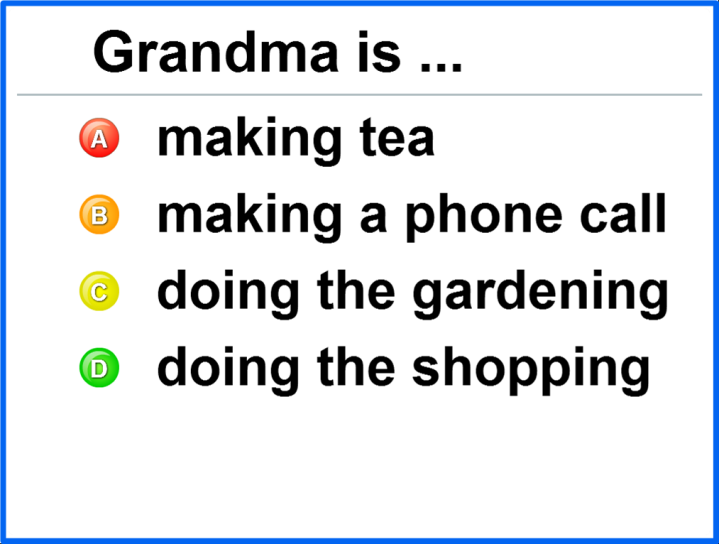 Grandma is ...
A making tea
B making a phone call
C doing the gardening
D doing the shopping